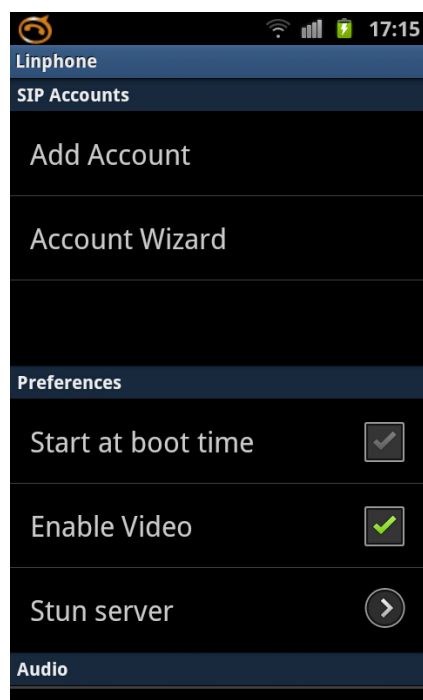 17:15
Linphone
SIP Accounts
Add Account
Account Wizard
Preferences
Start at boot time
Enable Video
Stun server
Audio